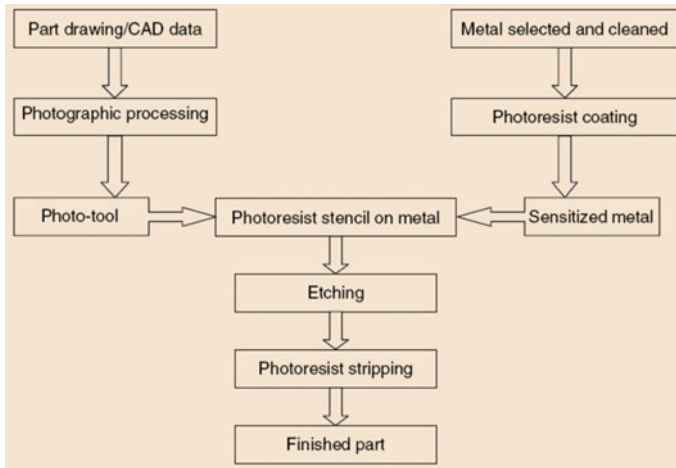 Part drawing/CAD data
Metal selected and cleaned
Photographic processing
Photoresist coating
Photo-tool
Photoresist stencil on metal
Sensitized metal
Etching
Photoresist stripping
Finished part